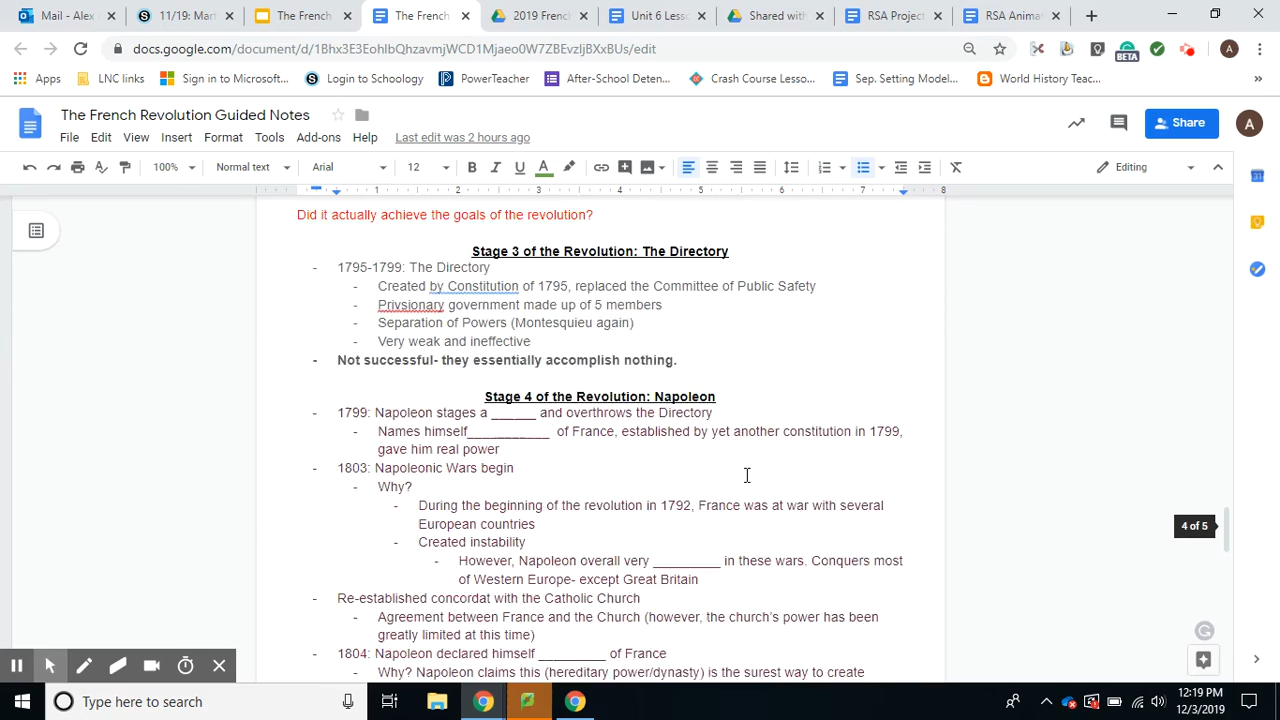 Mail - Alex
11/19: Mar
The French
The French
2019 French
Unit 6 Less
Shared with
RSA Project
RSA Animat
docs.google.com/document/d/1Bhx3E3EohlbQhzavmjWCD1Mjaeo0W7ZBEvzljBXxBUs/edit
BETA
A
Apps
LNC links
Sign in to Microsoft...
Login to Schoology
PowerTeacher
After-School Deten...
Crash Course Lesso...
Sep. Setting Model...
World History Teac...
The French Revolution Guided Notes
File Edit View Insert Format Tools Add-ons Help Last edit was 2 hours ago
Share
A
100% Normal text Arial 12 B I U A Editing
1 2 3 4 5 6 7 8
Did it actually achieve the goals of the revolution?
Stage 3 of the Revolution: The Directory
- 1795-1799: The Directory
- Created by Constitution of 1795, replaced the Committee of Public Safety
- Privsionary government made up of 5 members
- Separation of Powers (Montesquieu again)
- Very weak and ineffective
- Not successful- they essentially accomplish nothing.
Stage 4 of the Revolution: Napoleon
- 1799: Napoleon stages a ______ and overthrows the Directory
- Names himself___________ of France, established by yet another constitution in 1799,
gave him real power
- 1803: Napoleonic Wars begin
- Why?
- During the beginning of the revolution in 1792, France was at war with several
European countries
- Created instability
- However, Napoleon overall very _________ in these wars. Conquers most
of Western Europe- except Great Britain
- Re-established concordat with the Catholic Church
- Agreement between France and the Church (however, the church's power has been
greatly limited at this time)
- 1804: Napoleon declared himself _________ of France
- Why? Napoleon claims this (hereditary power/dynasty) is the surest way to create
4 of 5
Type here to search
12:19 PM
12/3/2019